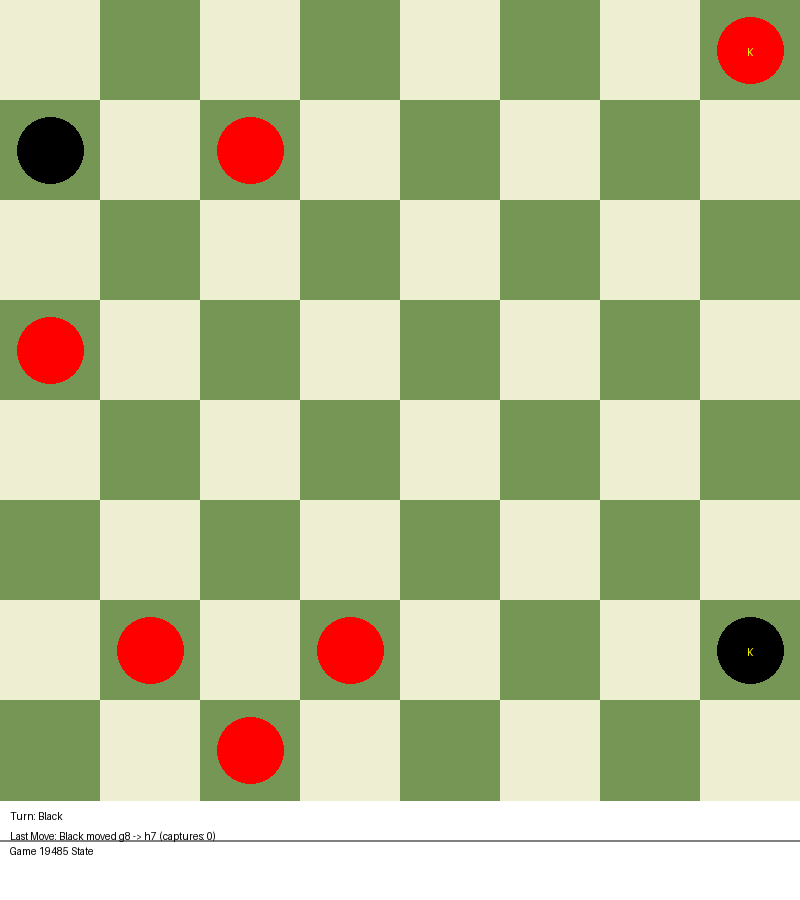 K
K
Turn: Black
Last Move: Black moved g8 -> h7 (captures: 0)
Game 19485 State